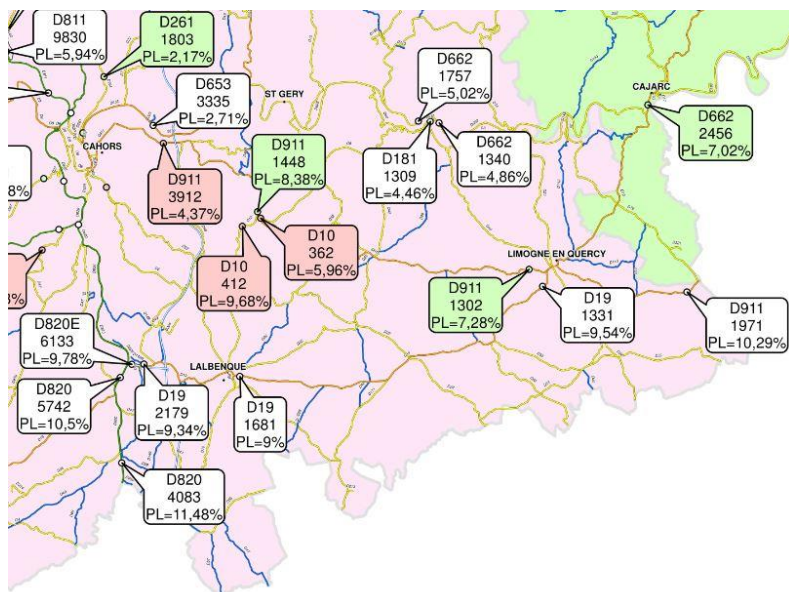 D811
9830
PL=5,94%
D261
1803
PL=2,17%
D653
3335
PL=2,71%
ST GERY
D662
1757
PL=5,02%
CAJARC
D662
2456
PL=7,02%
CAHORS
D911
1448
PL=8,38%
D181
1309
PL=4,46%
D662
1340
PL=4,86%
8%
D911
3912
PL=4,37%
D10
362
PL=5,96%
D10
412
PL=9,68%
LIMOGNE EN QUERCY
D911
1302
PL=7,28%
D19
1331
PL=9,54%
D911
1971
PL=10,29%
3%
D820E
6133
PL=9,78%
LALBENQUE
D820
5742
PL=10,5%
D19
2179
PL=9,34%
D19
1681
PL=9%
D820
4083
PL=11,48%